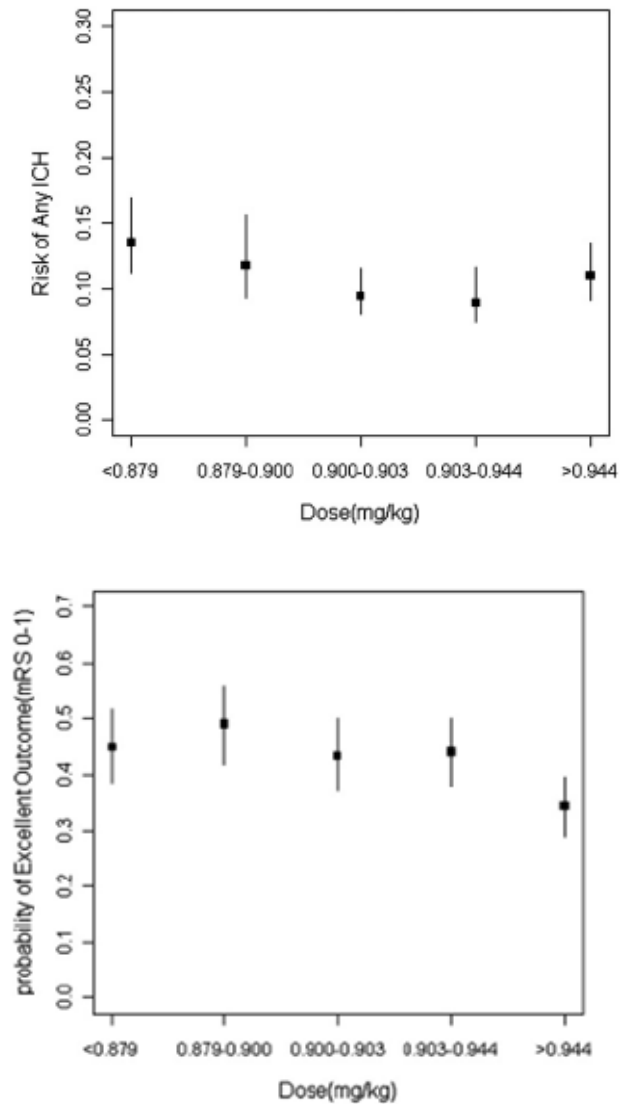 Risk of Any ICH
0.30
0.25
0.20
0.15
0.10
0.05
0.00
<0.879 0.879-0.900 0.900-0.903 0.903-0.944 >0.944
Dose(mg/kg)
probability of Excellent Outcome(mRS 0-1)
0.7
0.6
0.5
0.4
0.3
0.2
0.1
0.0
<0.879 0.879-0.900 0.900-0.903 0.903-0.944 >0.944
Dose(mg/kg)